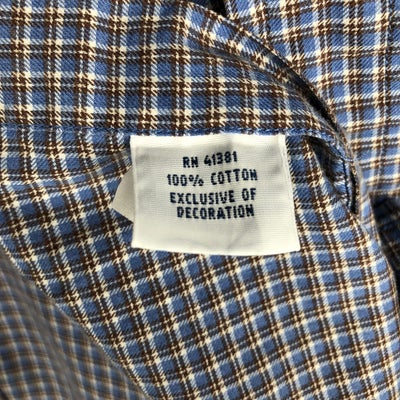 RN 41381
100% COTTON
EXCLUSIVE OF
DECORATION